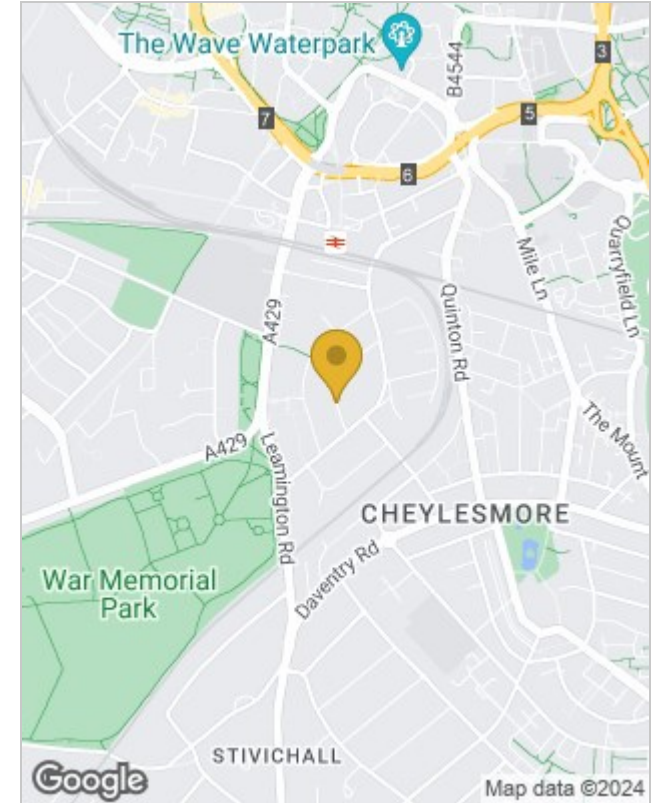 The Wave Waterpark
B4544
3
7
5
6
Mile Ln
Quarryfield Ln
A429
Quinton Rd
The Mount
A429
Leamington Rd
CHEYLESMORE
War Memorial
Park
Daventry Rd
STIVICHALL
Google
Map data ©2024